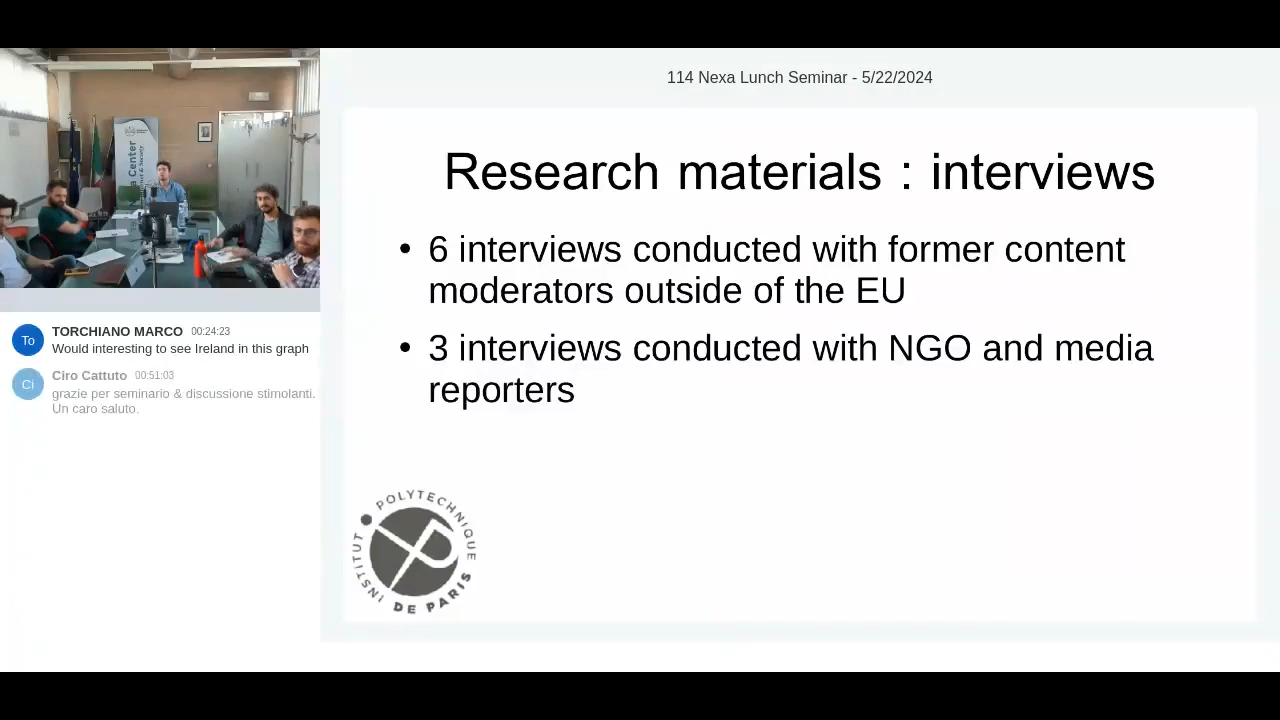 114 Nexa Lunch Seminar - 5/22/2024
Research materials : interviews
• 6 interviews conducted with former content
moderators outside of the EU
• 3 interviews conducted with NGO and media
reporters
INSTITUT POLYTECHNIQUE DE PARIS
To
TORCHIANO MARCO 00:24:23
Would interesting to see Ireland in this graph
Ci
Ciro Cattuto 00:51:03
grazie per seminario & discussione stimolanti.
Un caro saluto.
Center